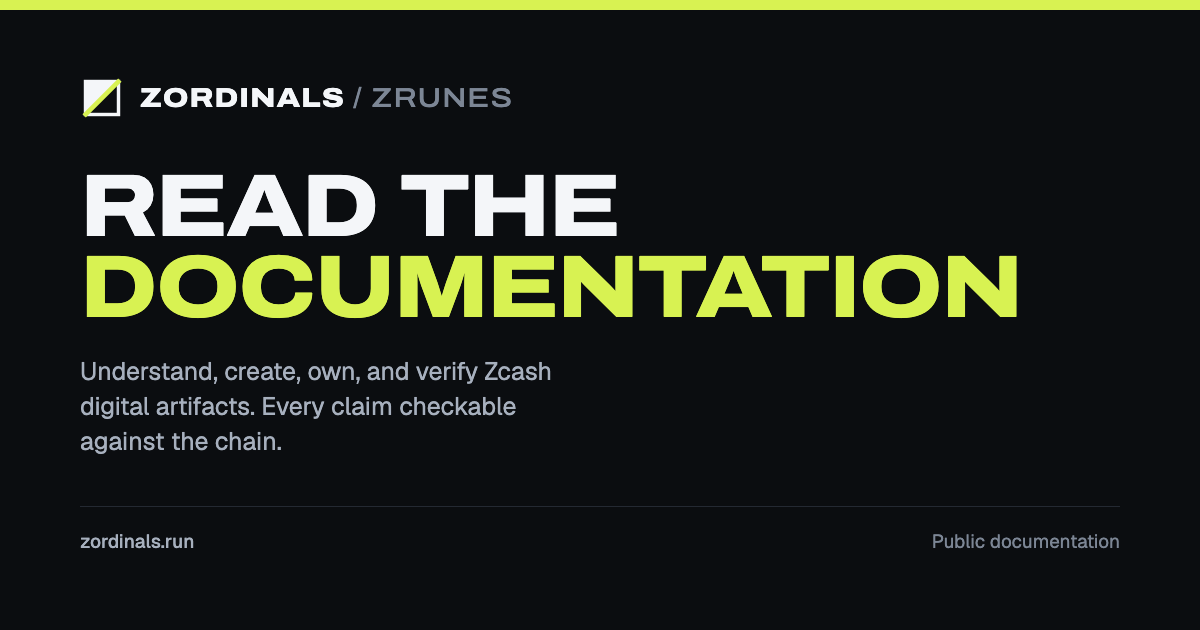 ZORDINALS / ZRUNES
READ THE
DOCUMENTATION
Understand, create, own, and verify Zcash
digital artifacts. Every claim checkable
against the chain.
zordinals.run
Public documentation